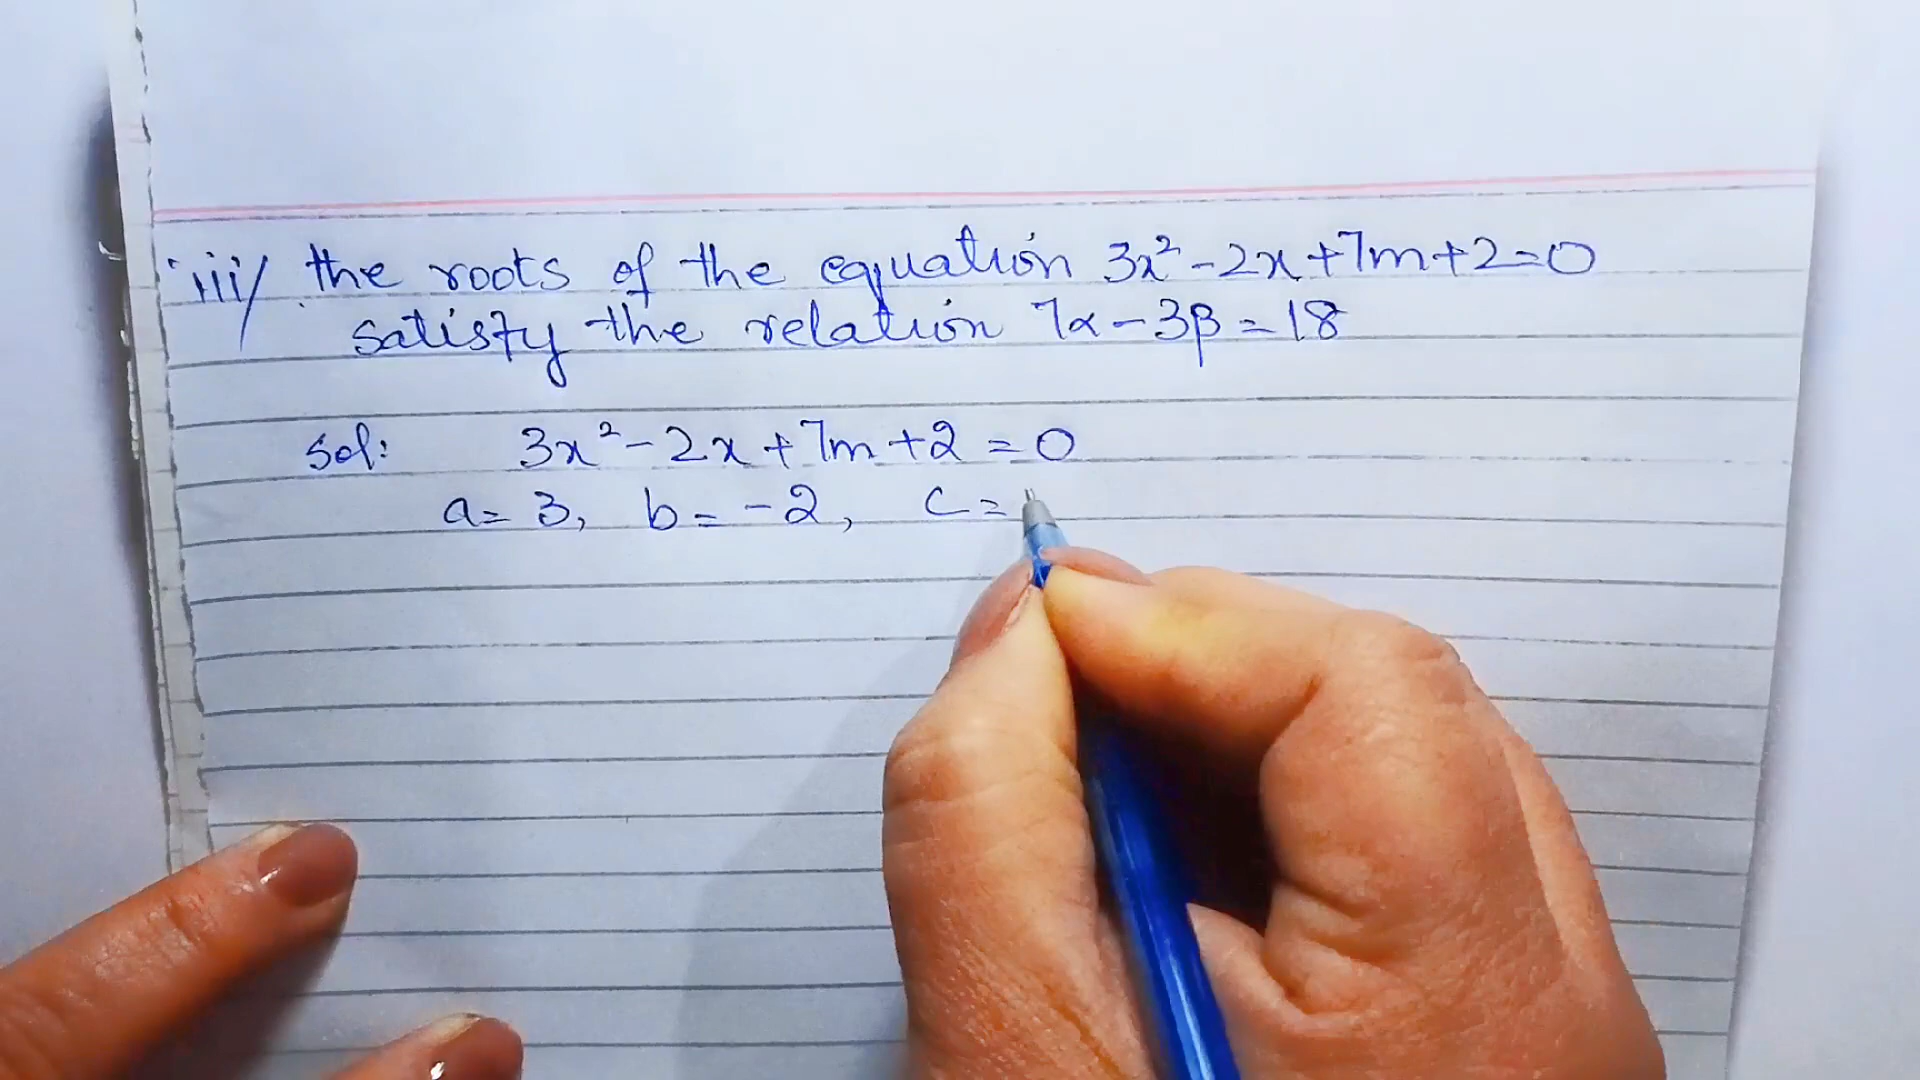 iii/ the roots of the equation 3x²-2x+7m+2=0
satisfy the relation 7α-3β=18
Sol: 3x²-2x+7m+2=0
a=3, b=-2, c=